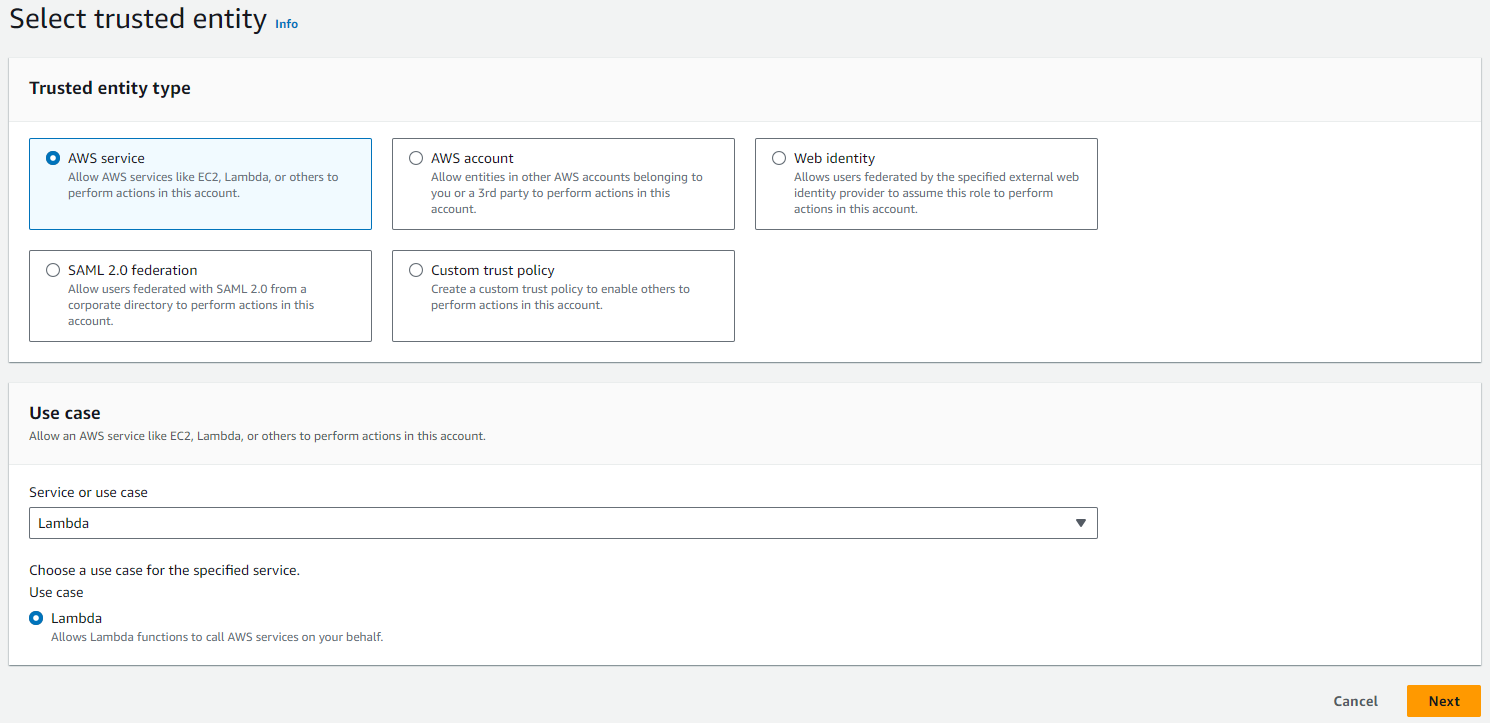 Select trusted entity Info
Trusted entity type
AWS service
Allow AWS services like EC2, Lambda, or others to
perform actions in this account.
AWS account
Allow entities in other AWS accounts belonging to
you or a 3rd party to perform actions in this
account.
Web identity
Allows users federated by the specified external web
identity provider to assume this role to perform
actions in this account.
SAML 2.0 federation
Allow users federated with SAML 2.0 from a
corporate directory to perform actions in this
account.
Custom trust policy
Create a custom trust policy to enable others to
perform actions in this account.
Use case
Allow an AWS service like EC2, Lambda, or others to perform actions in this account.
Service or use case
Lambda
Choose a use case for the specified service.
Use case
Lambda
Allows Lambda functions to call AWS services on your behalf.
Cancel Next